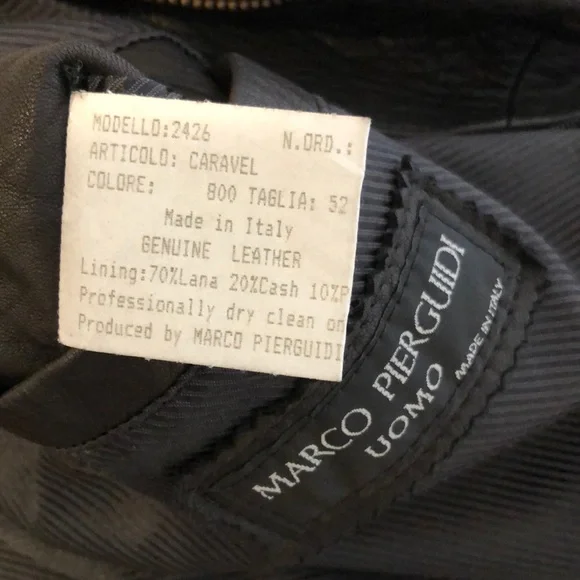 MODELLO:2426 N.ORD.:
ARTICOLO: CARAVEL
COLORE: 800 TAGLIA: 52
Made in Italy
GENUINE LEATHER
Lining:70%Lana 20%Cash 10%P
Professionally dry clean on
Produced by MARCO PIERGUIDI
MARCO PIERGUIDI
UOMO
MADE IN ITALY